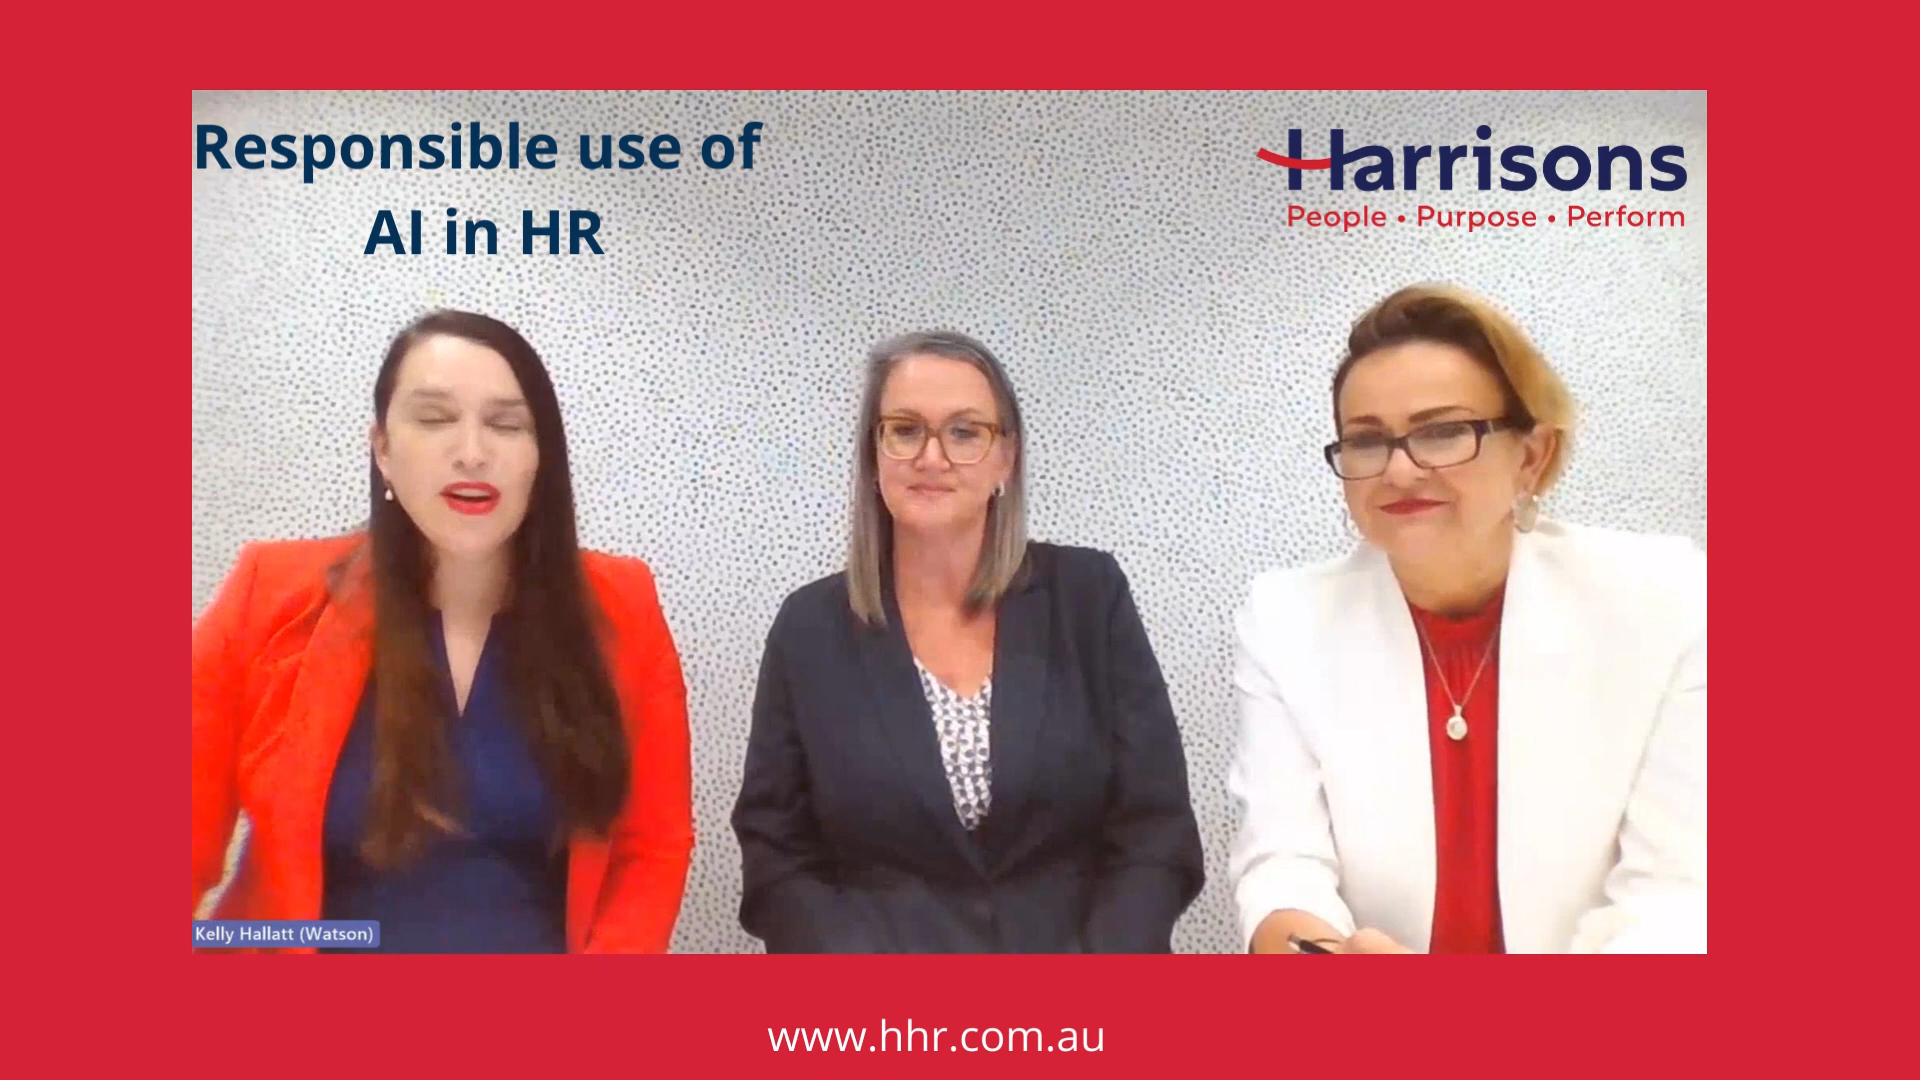 Responsible use of
AI in HR
Harrisons
People • Purpose • Perform
Kelly Hallatt (Watson)
www.hhr.com.au